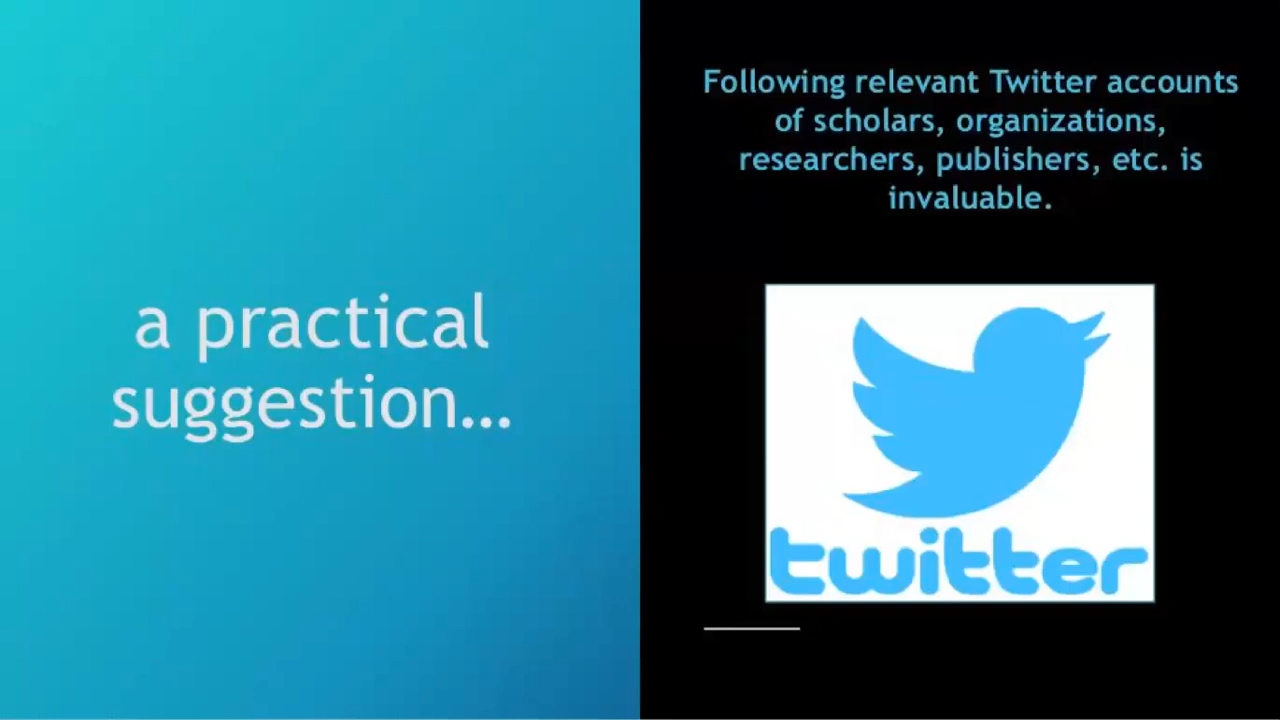 a practical
suggestion...
Following relevant Twitter accounts
of scholars, organizations,
researchers, publishers, etc. is
invaluable.
twitter